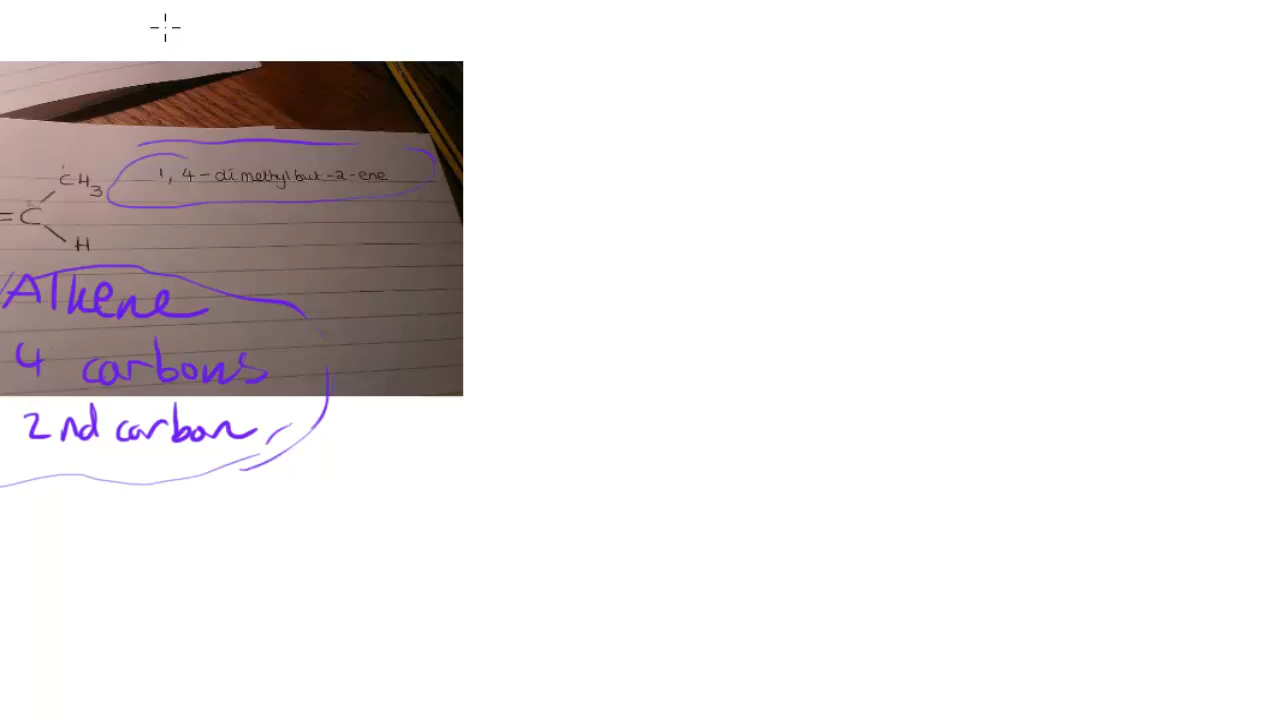 CH3
1, 4-dimethylbut-2-ene
=C
H
Alkene
4 carbons
2nd carbon